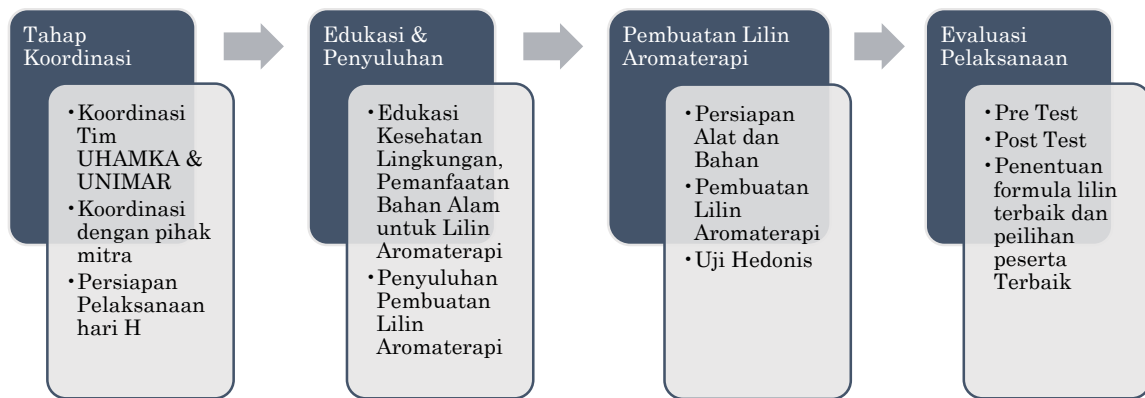 Tahap
Koordinasi
•Koordinasi
Tim
UHAMKA &
UNIMAR
•Koordinasi
dengan pihak
mitra
•Persiapan
Pelaksanaan
hari H
Edukasi &
Penyuluhan
•Edukasi
Kesehatan
Lingkungan,
Pemanfaatan
Bahan Alam
untuk Lilin
Aromaterapi
•Penyuluhan
Pembuatan
Lilin
Aromaterapi
Pembuatan Lilin
Aromaterapi
•Persiapan
Alat dan
Bahan
•Pembuatan
Lilin
Aromaterapi
•Uji Hedonis
Evaluasi
Pelaksanaan
•Pre Test
•Post Test
•Penentuan
formula lilin
terbaik dan
peilihan
peserta
Terbaik